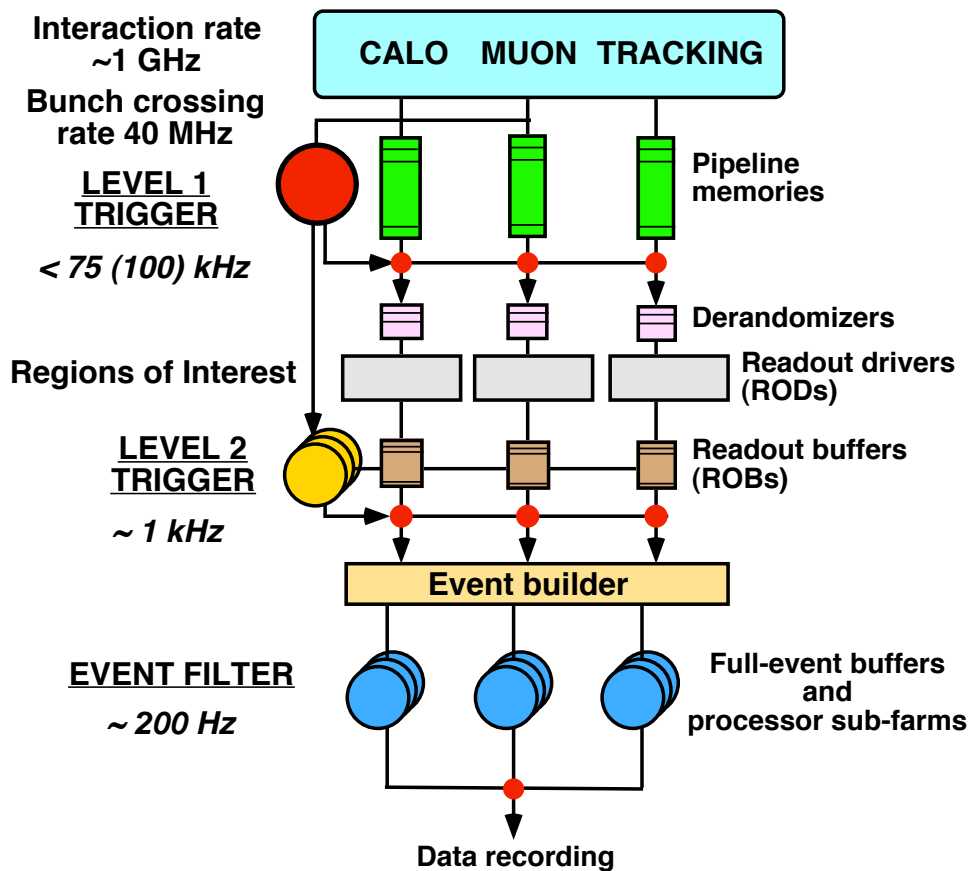 Interaction rate
~1 GHz
CALO MUON TRACKING
Bunch crossing
rate 40 MHz
LEVEL 1
TRIGGER
< 75 (100) kHz
Pipeline
memories
Derandomizers
Regions of Interest
Readout drivers
(RODs)
LEVEL 2
TRIGGER
~ 1 kHz
Readout buffers
(ROBs)
Event builder
EVENT FILTER
~ 200 Hz
Full-event buffers
and
processor sub-farms
Data recording